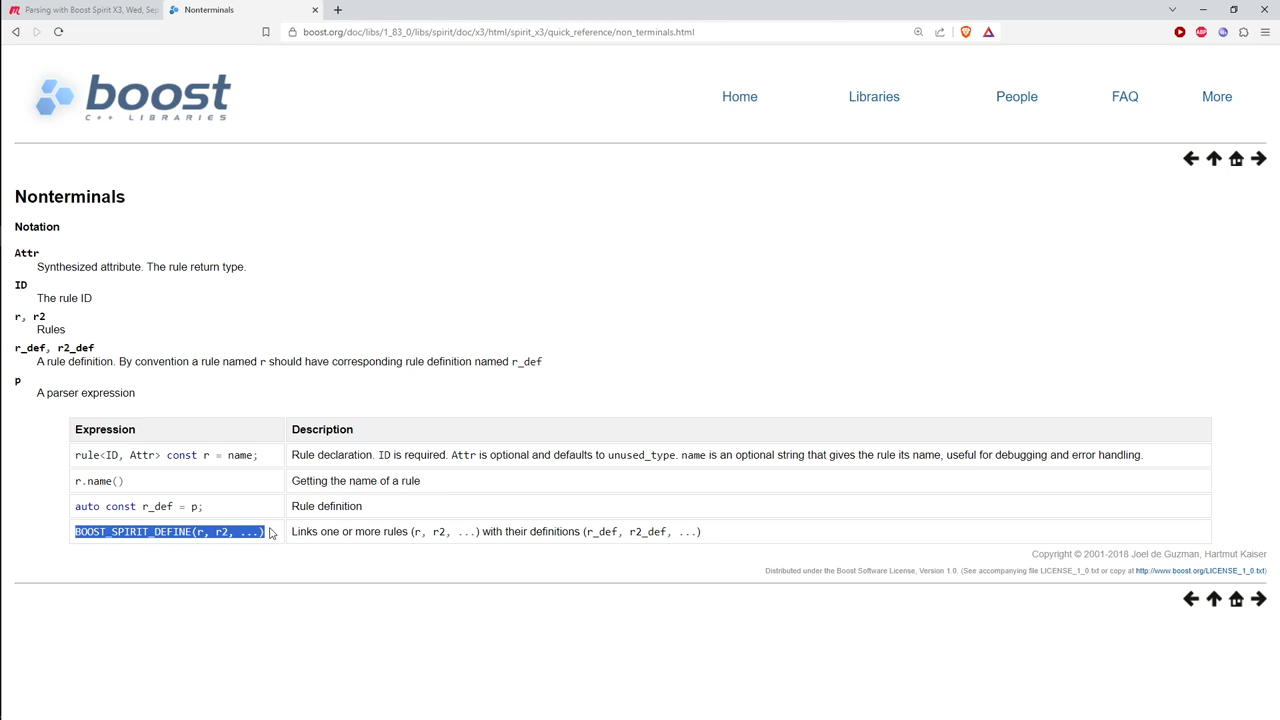 Parsing with Boost Spirit X3, Wed, Sep
Nonterminals
boost.org/doc/libs/1_83_0/libs/spirit/doc/x3/html/spirit_x3/quick_reference/non_terminals.html
ABP
boost
C++ LIBRARIES
Home Libraries People FAQ More
Nonterminals
Notation
Attr
Synthesized attribute. The rule return type.
ID
The rule ID
r, r2
Rules
r_def, r2_def
A rule definition. By convention a rule named r should have corresponding rule definition named r_def
p
A parser expression
Expression Description
rule<ID, Attr> const r = name; Rule declaration. ID is required. Attr is optional and defaults to unused_type. name is an optional string that gives the rule its name, useful for debugging and error handling.
r.name() Getting the name of a rule
auto const r_def = p; Rule definition
BOOST_SPIRIT_DEFINE(r, r2, ...) Links one or more rules (r, r2, ...) with their definitions (r_def, r2_def, ...)
Copyright © 2001-2018 Joel de Guzman, Hartmut Kaiser
Distributed under the Boost Software License, Version 1.0. (See accompanying file LICENSE_1_0.txt or copy at http://www.boost.org/LICENSE_1_0.txt)